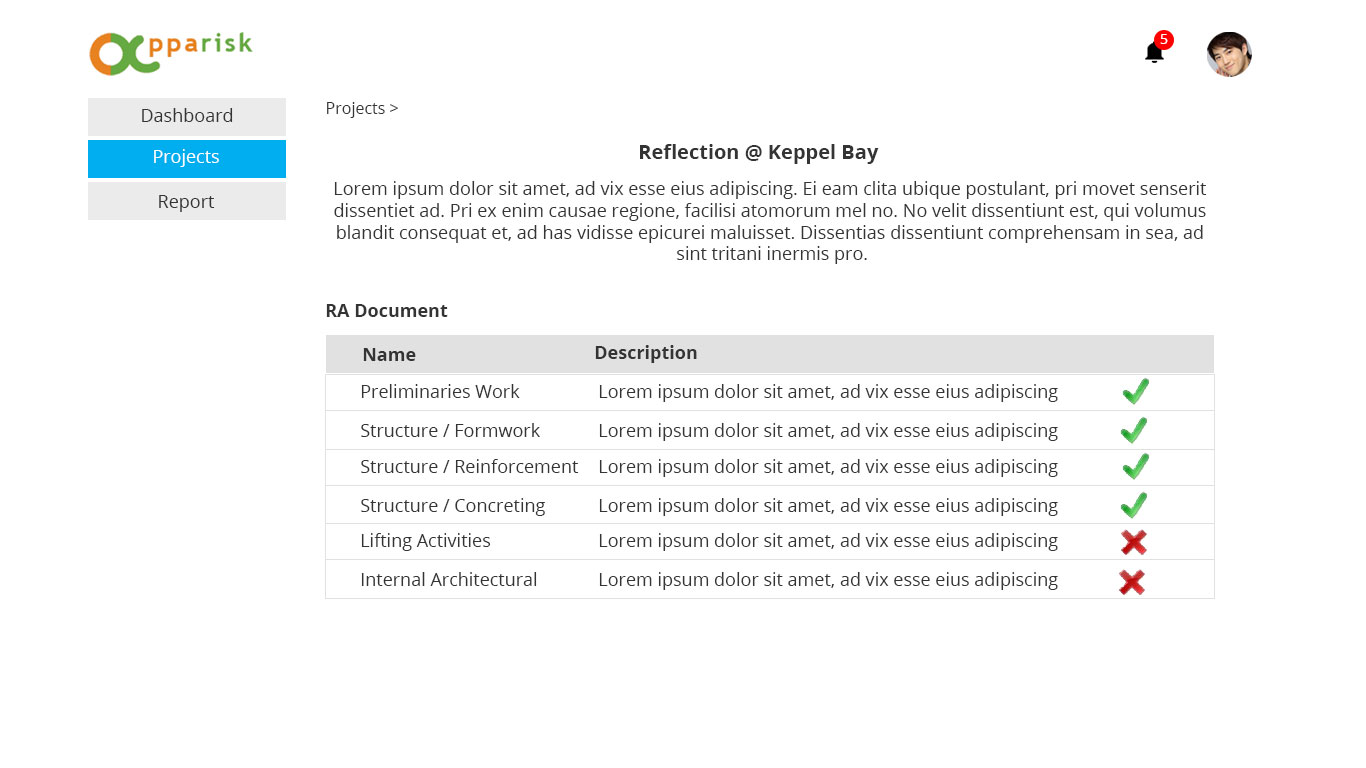 pparisk
5
Dashboard
Projects
Report
Projects >
Reflection @ Keppel Bay
Lorem ipsum dolor sit amet, ad vix esse eius adipiscing. Ei eam clita ubique postulant, pri movet senserit
dissentiet ad. Pri ex enim causae regione, facilisi atomorum mel no. No velit dissentiunt est, qui volumus
blandit consequat et, ad has vidisse epicurei maluisset. Dissentias dissentiunt comprehensam in sea, ad
sint tritani inermis pro.
RA Document
Name Description
Preliminaries Work Lorem ipsum dolor sit amet, ad vix esse eius adipiscing
Structure / Formwork Lorem ipsum dolor sit amet, ad vix esse eius adipiscing
Structure / Reinforcement Lorem ipsum dolor sit amet, ad vix esse eius adipiscing
Structure / Concreting Lorem ipsum dolor sit amet, ad vix esse eius adipiscing
Lifting Activities Lorem ipsum dolor sit amet, ad vix esse eius adipiscing
Internal Architectural Lorem ipsum dolor sit amet, ad vix esse eius adipiscing